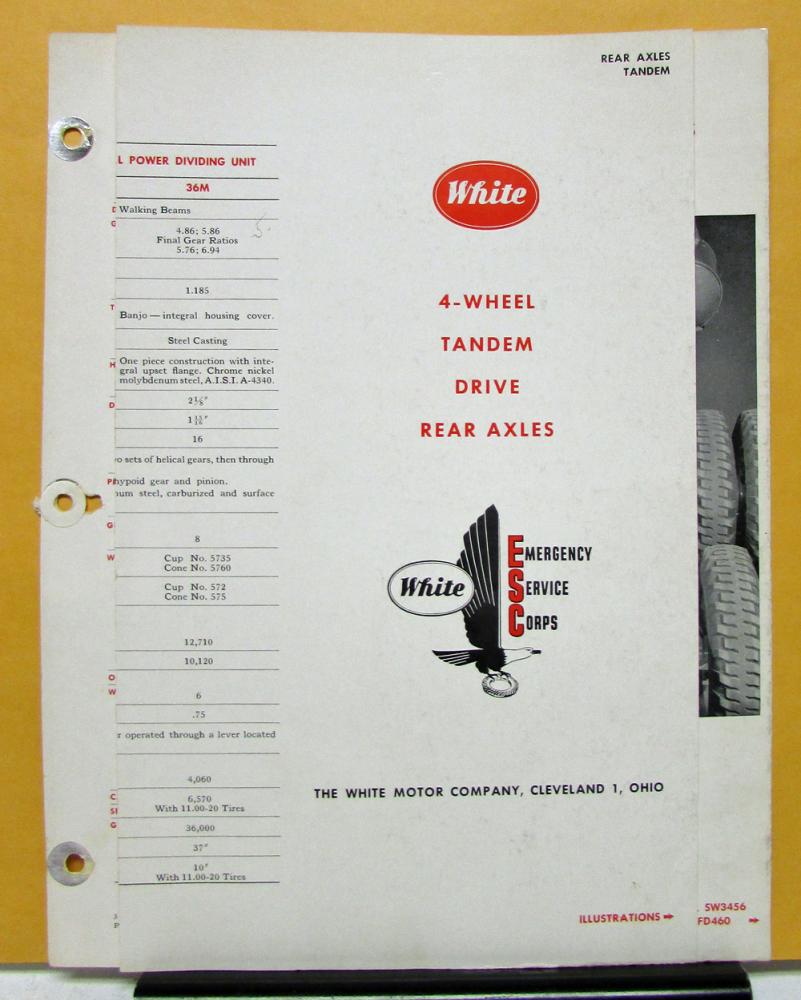 REAR AXLES
TANDEM
L POWER DIVIDING UNIT
36M
Walking Beams
4.86; 5.86
Final Gear Ratios
5.76; 6.94
1.185
Banjo — integral housing cover.
Steel Casting
One piece construction with inte-
gral upset flange. Chrome nickel
molybdenum steel, A.I.S.I. A-4340.
16
o sets of helical gears, then through
hypoid gear and pinion.
num steel, carburized and surface
8
Cup No. 5735
Cone No. 5760
Cup No. 572
Cone No. 575
12,710
10,120
6
.75
r operated through a lever located
4,060
6,570
With 11.00-20 Tires
36,000
37"
10"
With 11.00-20 Tires
White
4-WHEEL
TANDEM
DRIVE
REAR AXLES
White
EMERGENCY
SERVICE
CORPS
THE WHITE MOTOR COMPANY, CLEVELAND 1, OHIO
ILLUSTRATIONS ➡
SW3456
FD460 ➡